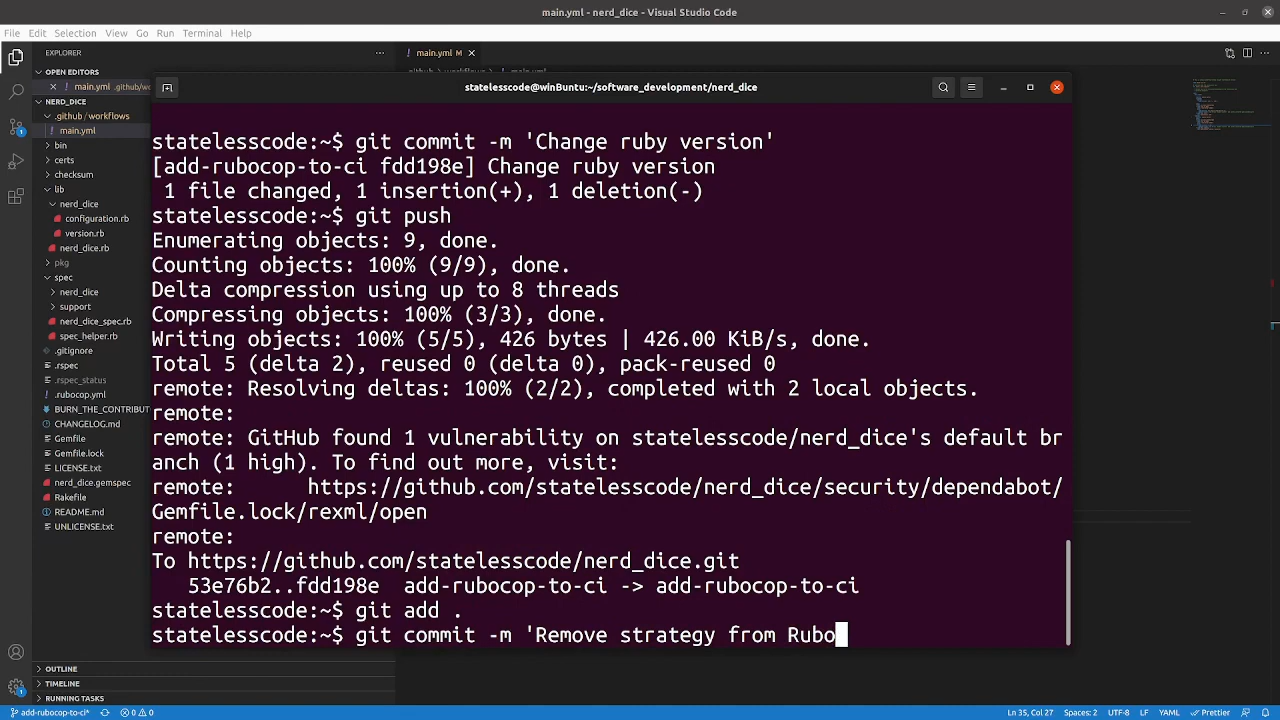 main.yml - nerd_dice - Visual Studio Code
File Edit Selection View Go Run Terminal Help
EXPLORER
main.yml M
OPEN EDITORS
main.yml .github/wo
NERD_DICE
.github / workflows
main.yml
bin
certs
checksum
lib
nerd_dice
configuration.rb
version.rb
nerd_dice.rb
pkg
spec
nerd_dice
support
nerd_dice_spec.rb
spec_helper.rb
.gitignore
.rspec
.rspec_status
.rubocop.yml
BURN_THE_CONTRIBUT
CHANGELOG.md
Gemfile
Gemfile.lock
LICENSE.txt
nerd_dice.gemspec
Rakefile
README.md
UNLICENSE.txt
OUTLINE
TIMELINE
RUNNING TASKS
statelesscode@winBuntu:~/software_development/nerd_dice
statelesscode:~$ git commit -m 'Change ruby version'
[add-rubocop-to-ci fdd198e] Change ruby version
1 file changed, 1 insertion(+), 1 deletion(-)
statelesscode:~$ git push
Enumerating objects: 9, done.
Counting objects: 100% (9/9), done.
Delta compression using up to 8 threads
Compressing objects: 100% (3/3), done.
Writing objects: 100% (5/5), 426 bytes | 426.00 KiB/s, done.
Total 5 (delta 2), reused 0 (delta 0), pack-reused 0
remote: Resolving deltas: 100% (2/2), completed with 2 local objects.
remote:
remote: GitHub found 1 vulnerability on statelesscode/nerd_dice's default br
anch (1 high). To find out more, visit:
remote: https://github.com/statelesscode/nerd_dice/security/dependabot/
Gemfile.lock/rexml/open
remote:
To https://github.com/statelesscode/nerd_dice.git
53e76b2..fdd198e add-rubocop-to-ci -> add-rubocop-to-ci
statelesscode:~$ git add .
statelesscode:~$ git commit -m 'Remove strategy from Rubo
add-rubocop-to-ci* 0 0 Ln 35, Col 27 Spaces: 2 UTF-8 LF YAML Prettier